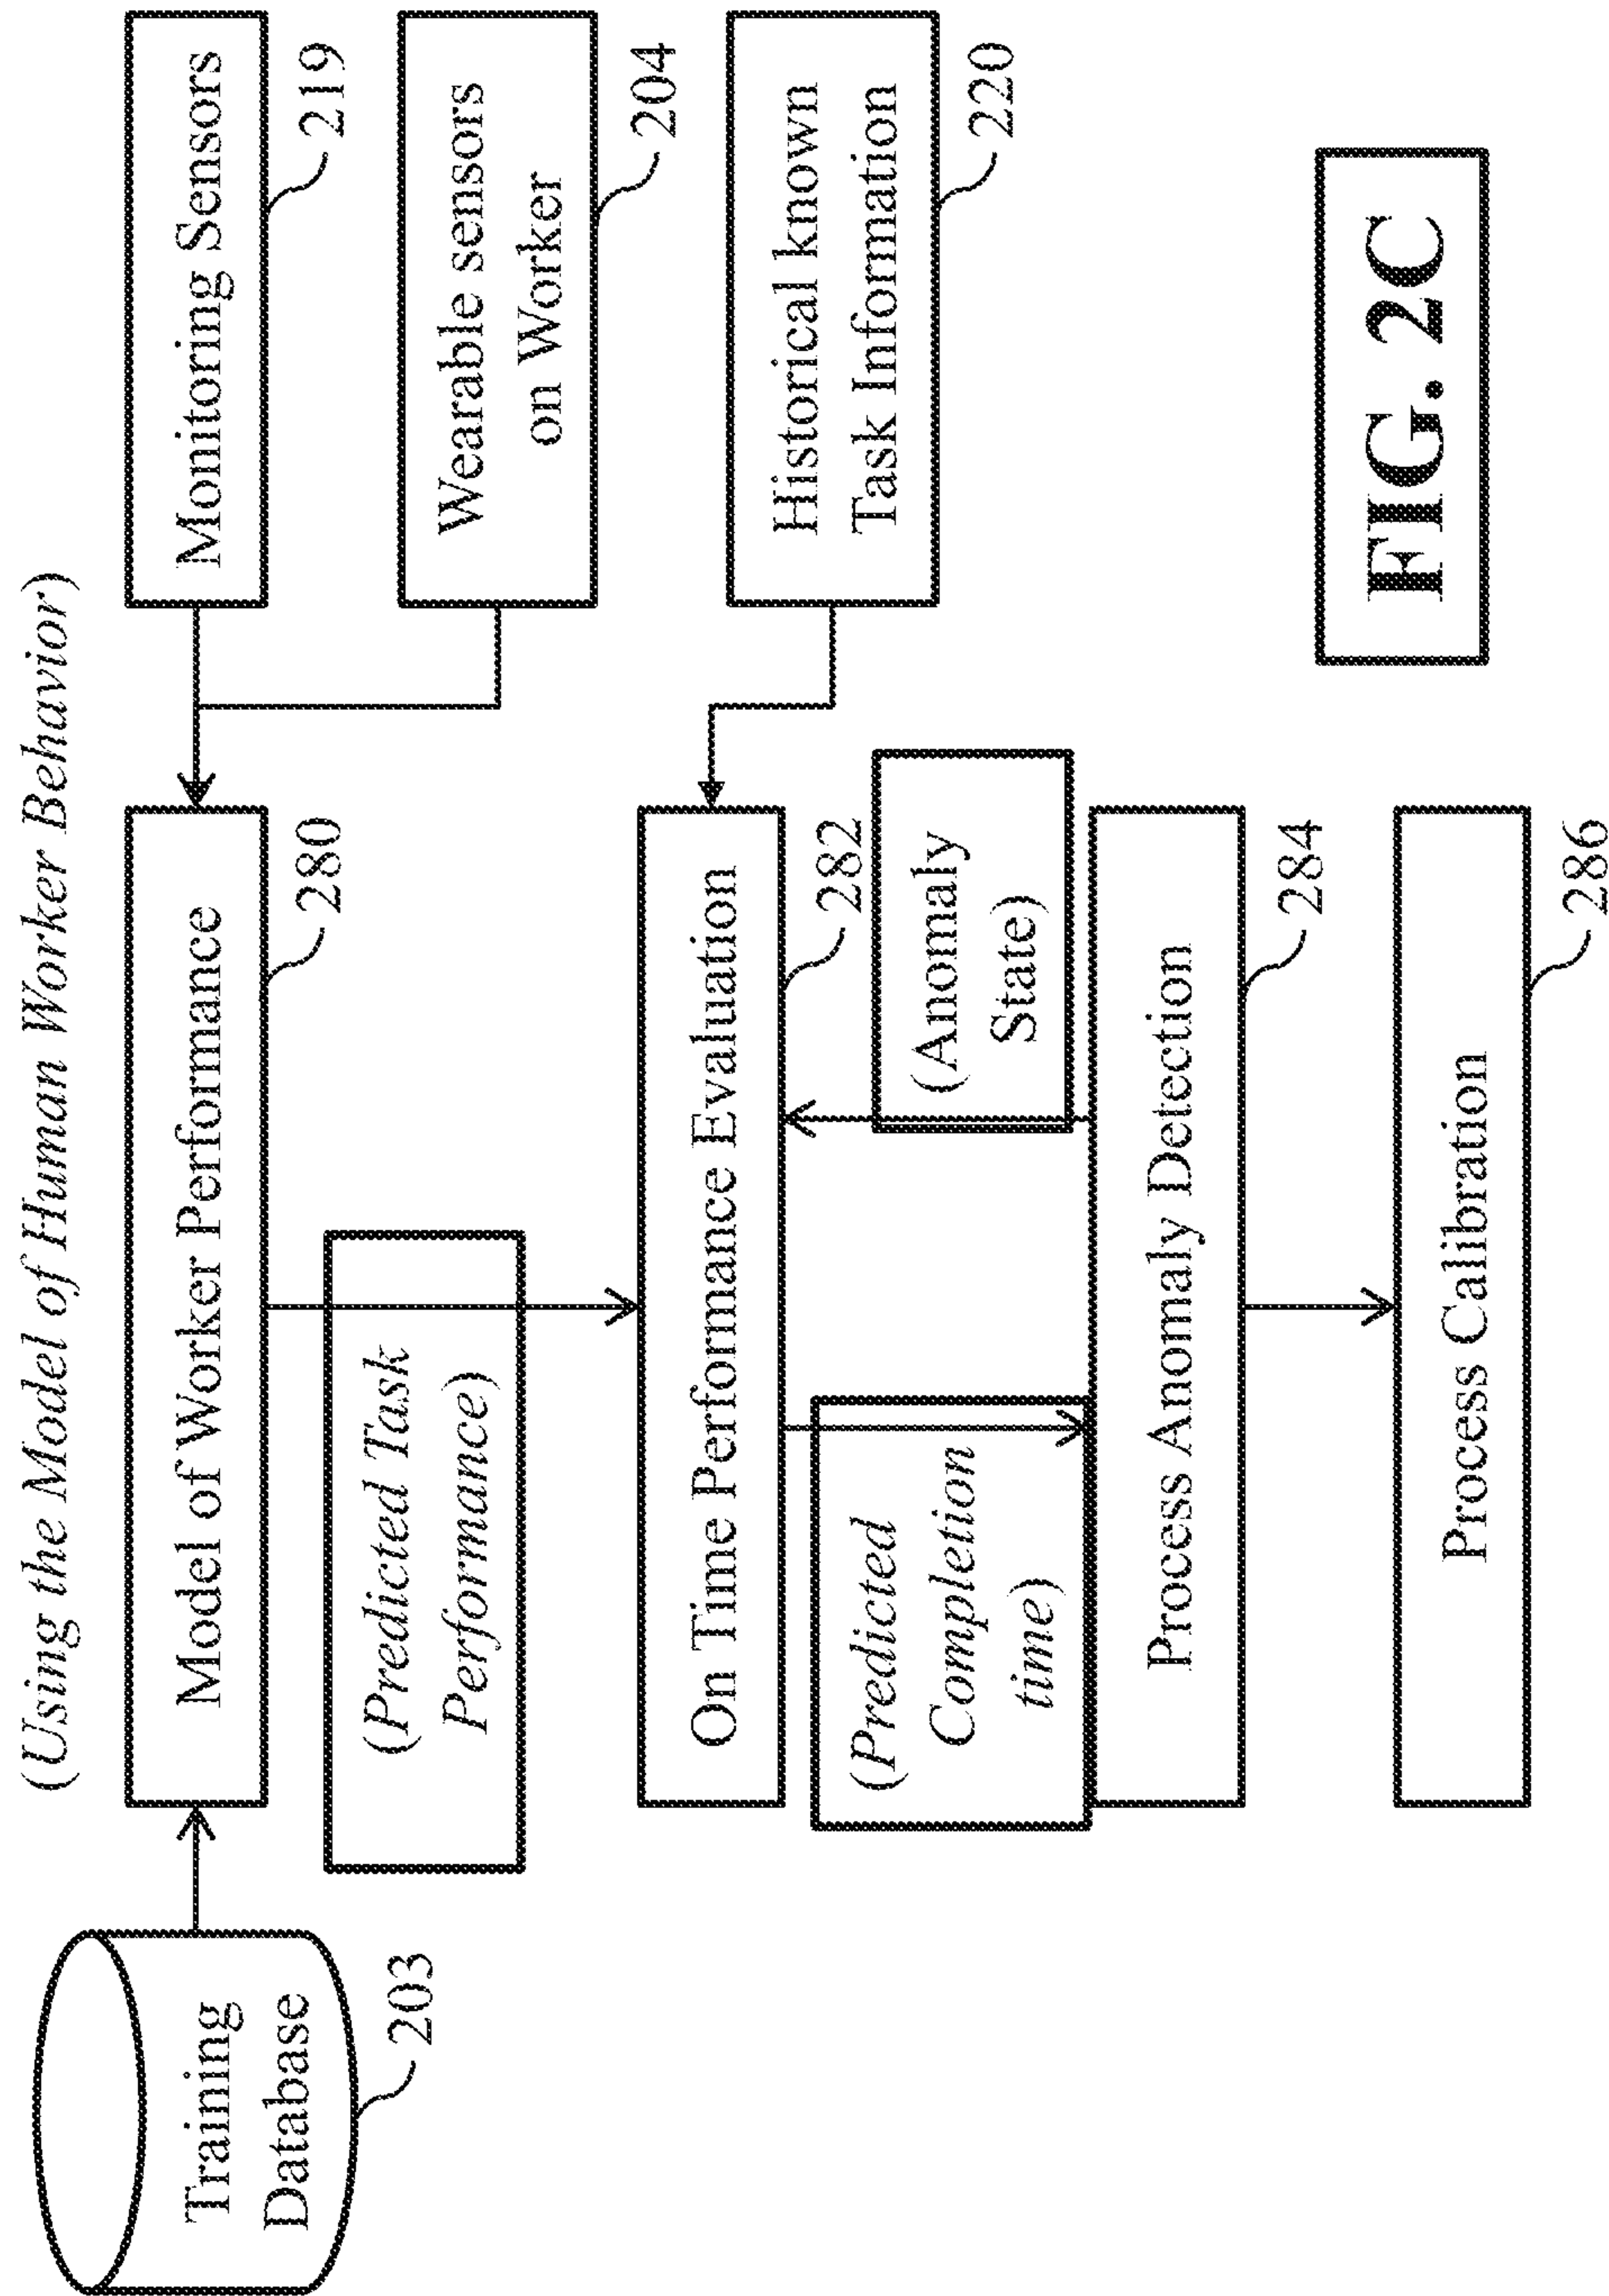 (Using the Model of Human Worker Behavior)
Training
Database
203
Model of Worker Performance
280
Monitoring Sensors
219
Wearable sensors
on Worker
204
(Predicted Task
Performance)
On Time Performance Evaluation
282
Historical known
Task Information
220
(Predicted
Completion
time)
(Anomaly
State)
Process Anomaly Detection
284
Process Calibration
286
FIG. 2C